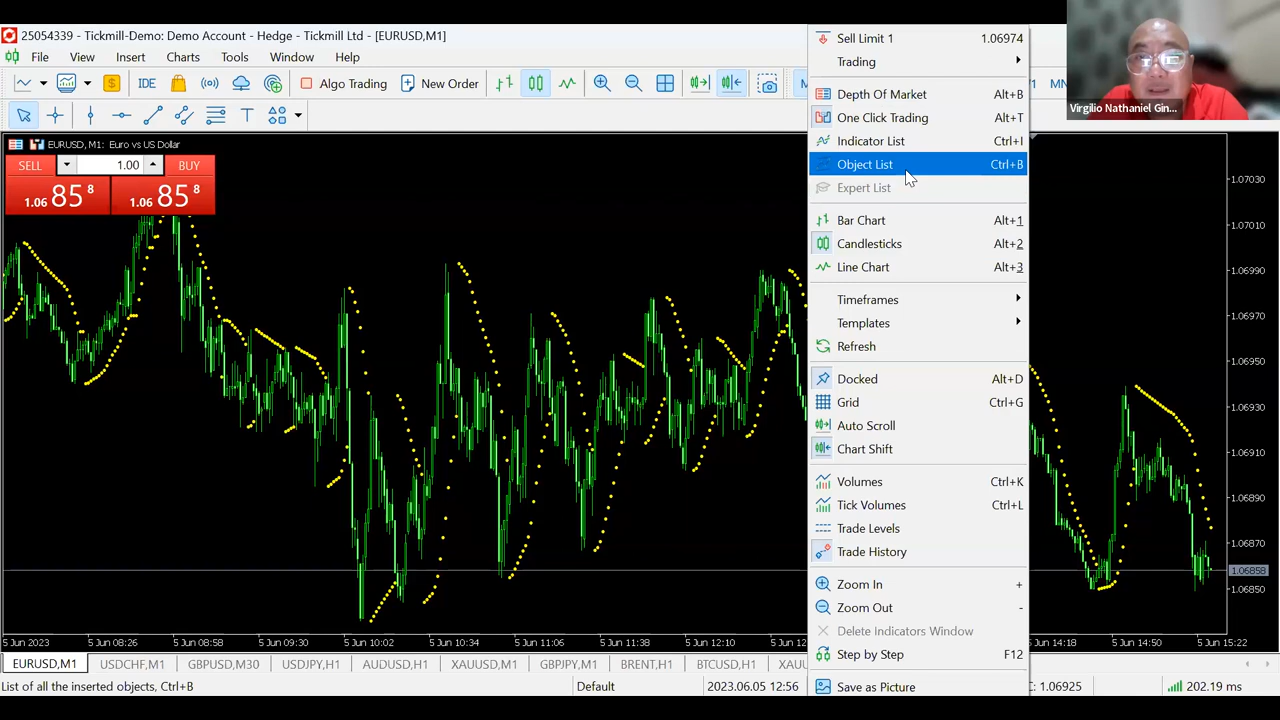 25054339 - Tickmill-Demo: Demo Account - Hedge - Tickmill Ltd - [EURUSD,M1]
File View Insert Charts Tools Window Help
IDE Algo Trading New Order MN
EURUSD, M1: Euro vs US Dollar
SELL 1.00 BUY
1.06 85 8 1.06 85 8
Sell Limit 1 1.06974
Trading
Depth Of Market Alt+B
One Click Trading Alt+T
Indicator List Ctrl+I
Object List Ctrl+B
Expert List
Bar Chart Alt+1
Candlesticks Alt+2
Line Chart Alt+3
Timeframes
Templates
Refresh
Docked Alt+D
Grid Ctrl+G
Auto Scroll
Chart Shift
Volumes Ctrl+K
Tick Volumes Ctrl+L
Trade Levels
Trade History
Zoom In +
Zoom Out -
Delete Indicators Window
Step by Step F12
Save as Picture
Virgilio Nathaniel Gin...
1.07030
1.07010
1.06990
1.06970
1.06950
1.06930
1.06910
1.06890
1.06870
1.06858
1.06850
5 Jun 2023 5 Jun 08:26 5 Jun 08:58 5 Jun 09:30 5 Jun 10:02 5 Jun 10:34 5 Jun 11:06 5 Jun 11:38 5 Jun 12:10 5 Jun 12 5 Jun 14:18 5 Jun 14:50 5 Jun 15:22
EURUSD,M1 USDCHF,M1 GBPUSD,M30 USDJPY,H1 AUDUSD,H1 XAUUSD,M1 GBPJPY,M1 BRENT,H1 BTCUSD,H1 XAU
List of all the inserted objects, Ctrl+B Default 2023.06.05 12:56 C: 1.06925 202.19 ms